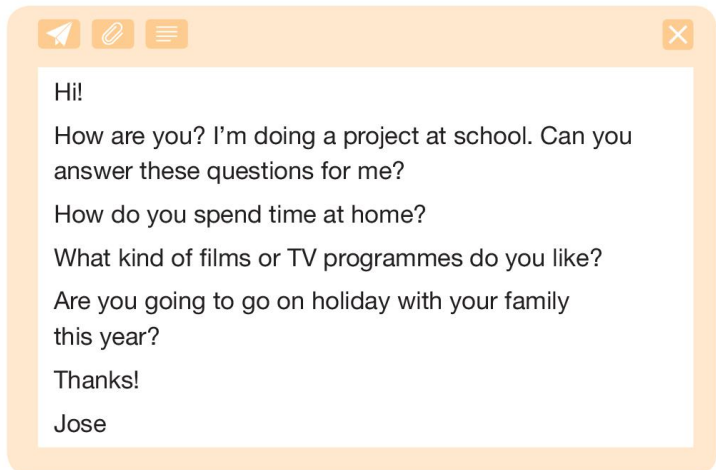 Hi!
How are you? I'm doing a project at school. Can you
answer these questions for me?
How do you spend time at home?
What kind of films or TV programmes do you like?
Are you going to go on holiday with your family
this year?
Thanks!
Jose